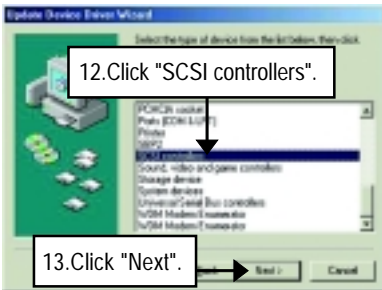 Update Device Driver Wizard
Select the type of device from the list below, then click
12.Click "SCSI controllers".
PCMCIA socket
Ports (COM & LPT)
Printer
SBP2
SCSI controllers
Sound, video and game controllers
Storage device
System devices
Universal Serial Bus controllers
WDM Modem Enumerator
WDM Modem Enumerator
13.Click "Next".
Next >
Cancel